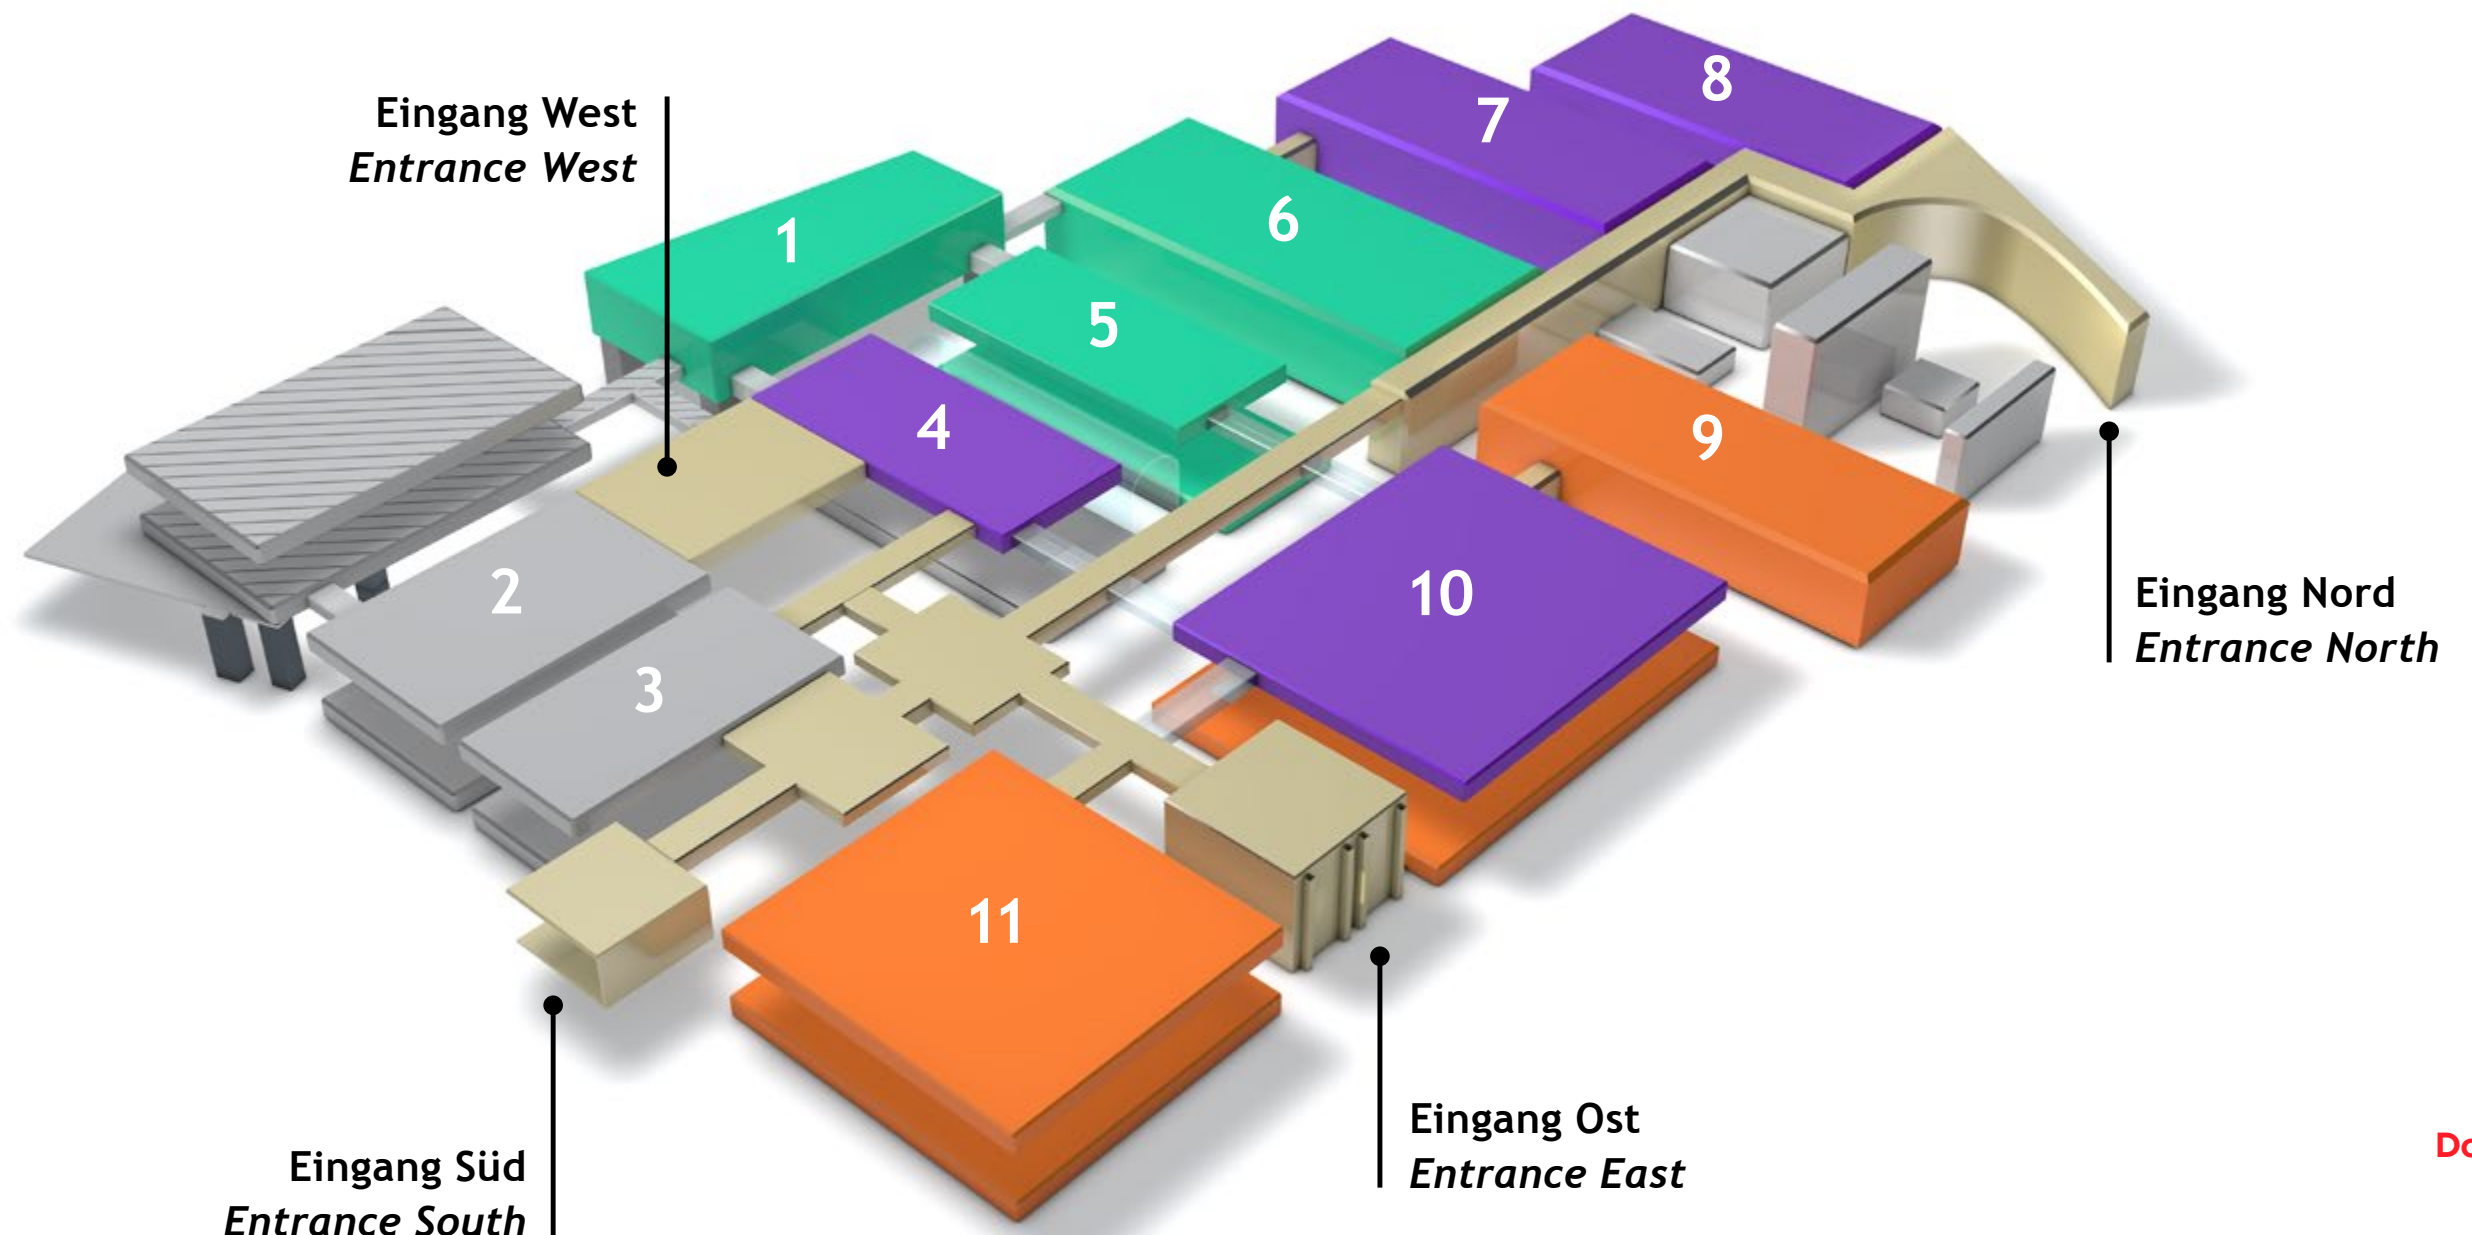 8
7
Eingang West
Entrance West
6
1
5
4
9
2
10
Eingang Nord
Entrance North
3
11
Eingang Ost
Entrance East
Eingang Süd
Entrance South